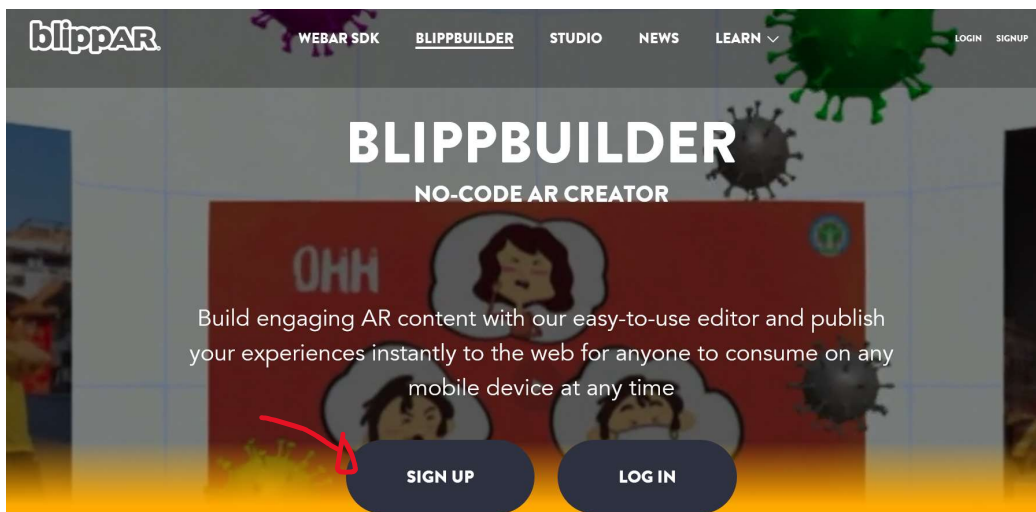 blippAR
WEBAR SDK BLIPPBUILDER STUDIO NEWS LEARN LOGIN SIGNUP
BLIPPBUILDER
NO-CODE AR CREATOR
OHH
Build engaging AR content with our easy-to-use editor and publish
your experiences instantly to the web for anyone to consume on any
mobile device at any time
SIGN UP LOG IN